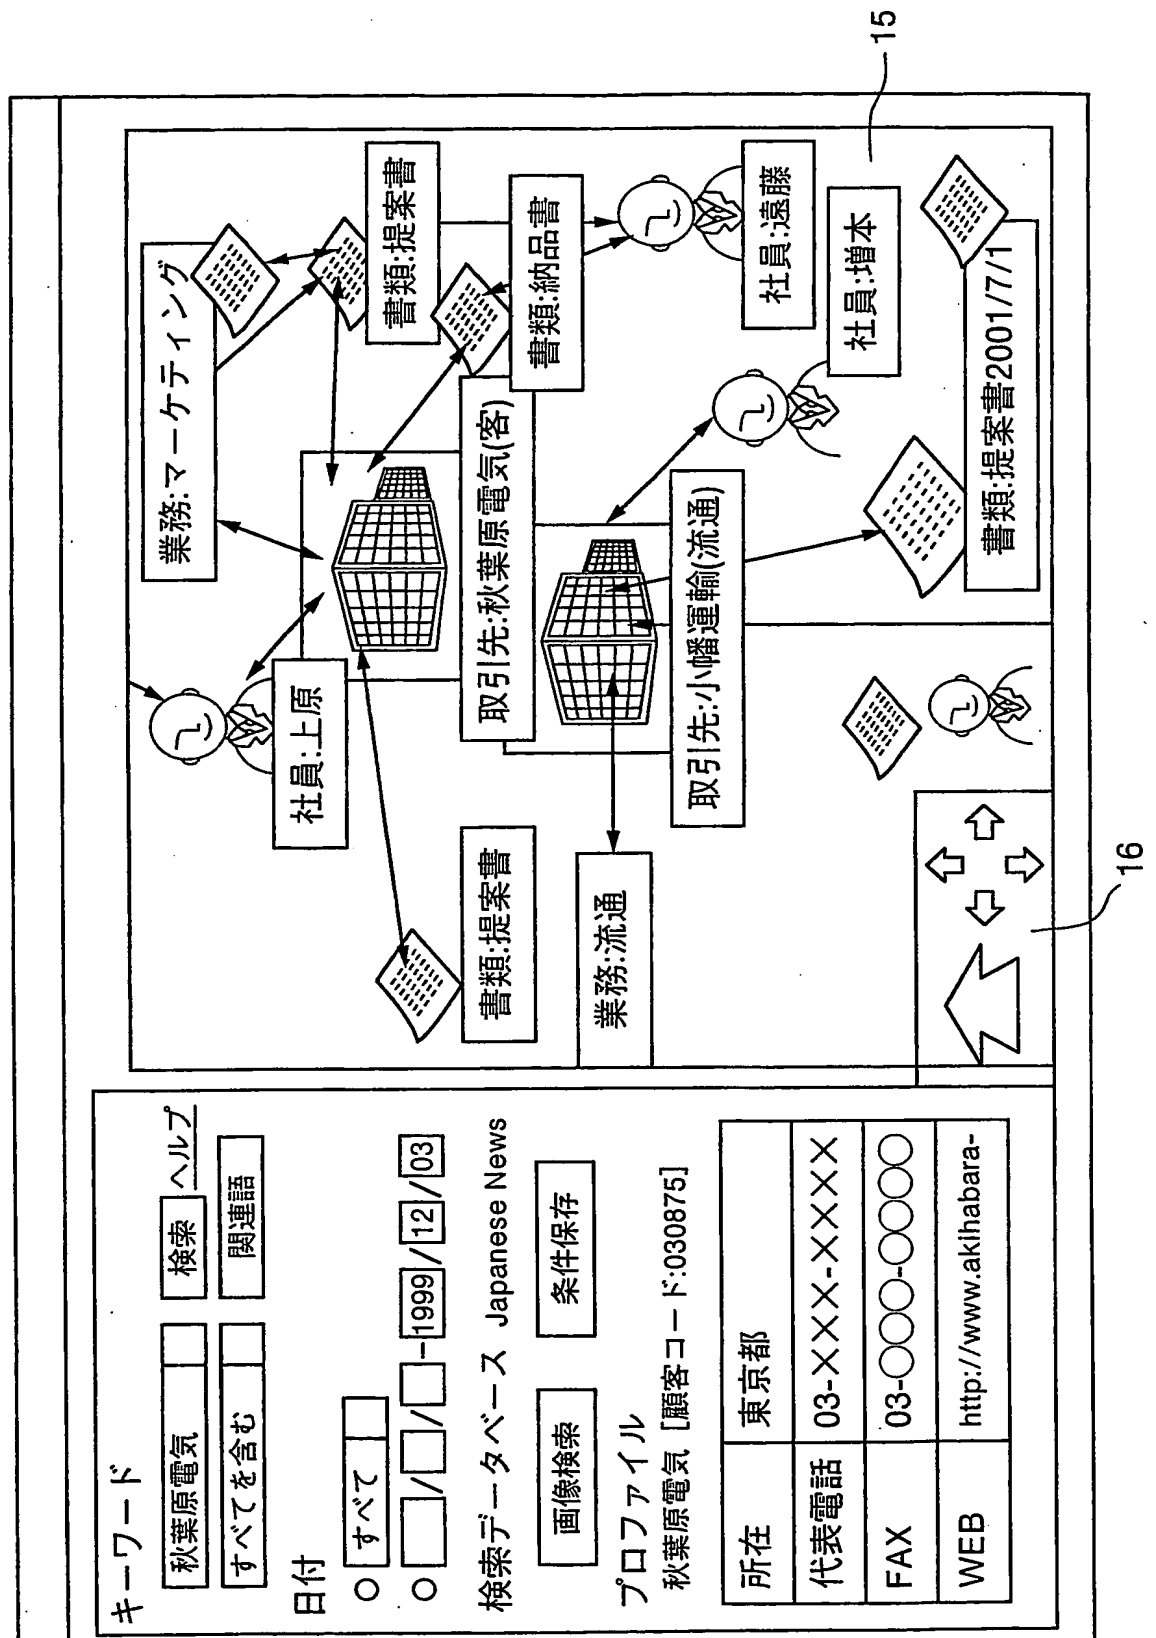 キーワード
秋葉原電気 検索 ヘルプ
すべてを含む 関連語
日付
すべて
/ / -1999/12/03
検索データベース Japanese News
画像検索 条件保存
プロファイル
秋葉原電気 [顧客コード:030875]
所在 東京都
代表電話 03-××××-××××
FAX 03-○○○○-○○○○
WEB http://www.akihabara-
業務:マーケティング
社員:上原
書類:提案書
取引先:秋葉原電気(客)
書類:提案書
書類:納品書
業務:流通
取引先:小幡運輸(流通)
社員:遠藤
社員:増本
書類:提案書2001/7/1
15
16